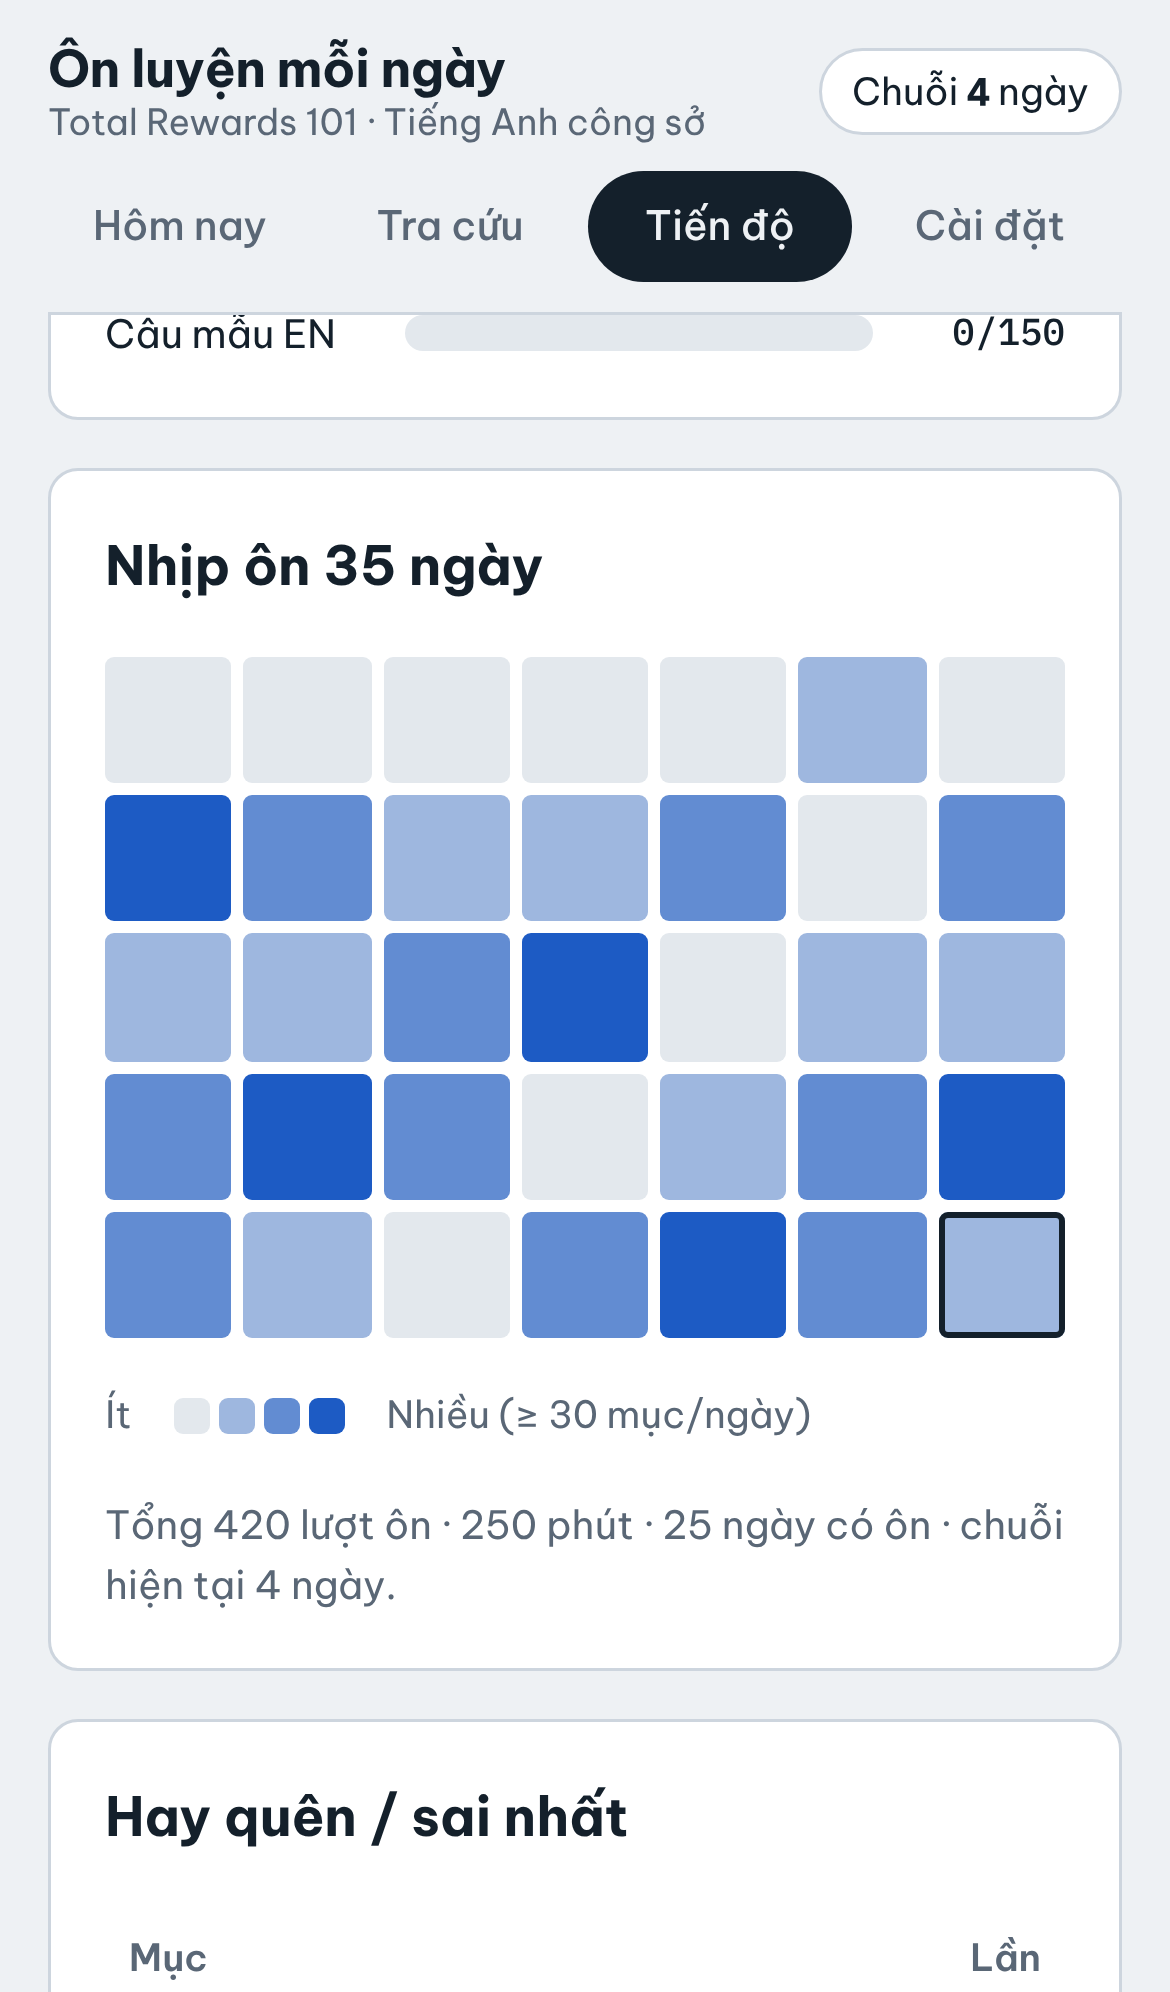 Ôn luyện mỗi ngày
Total Rewards 101 · Tiếng Anh công sở
Chuỗi 4 ngày
Hôm nay
Tra cứu
Tiến độ
Cài đặt
Câu mẫu EN
0/150
Nhịp ôn 35 ngày
Ít
Nhiều (≥ 30 mục/ngày)
Tổng 420 lượt ôn · 250 phút · 25 ngày có ôn · chuỗi
hiện tại 4 ngày.
Hay quên / sai nhất
Mục
Lần